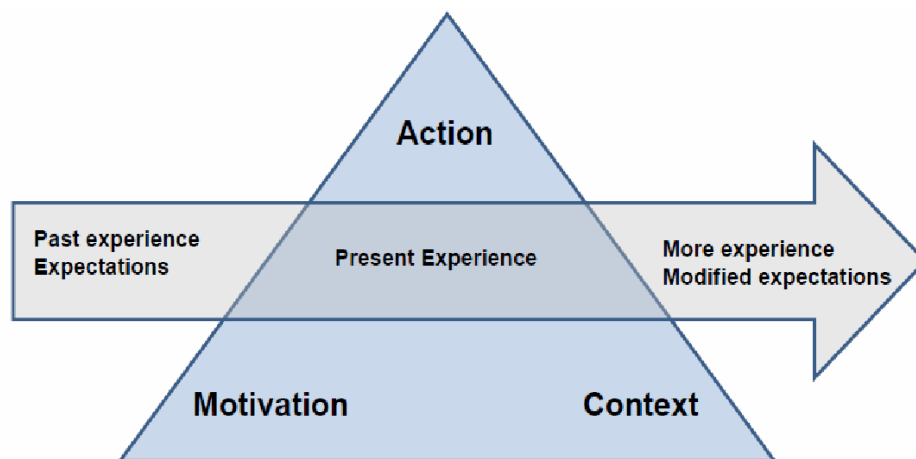 Action
Past experience
Expectations
Present Experience
More experience
Modified expectations
Motivation
Context